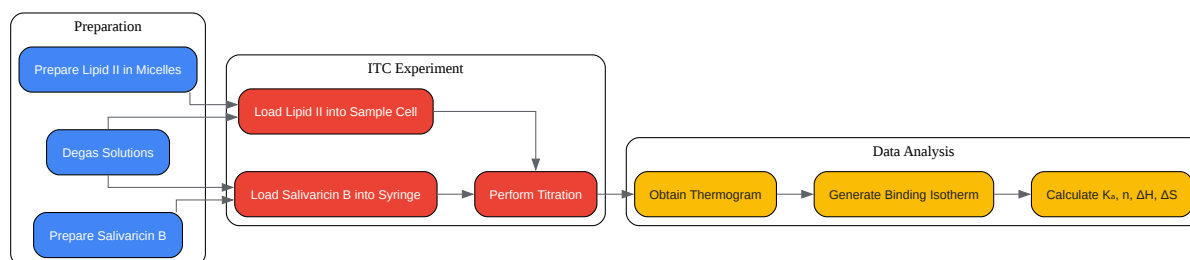 Preparation
Prepare Lipid II in Micelles
Degas Solutions
Prepare Salivaricin B
ITC Experiment
Load Lipid II into Sample Cell
Load Salivaricin B into Syringe
Perform Titration
Data Analysis
Obtain Thermogram
Generate Binding Isotherm
Calculate Kₐ, n, ΔH, ΔS